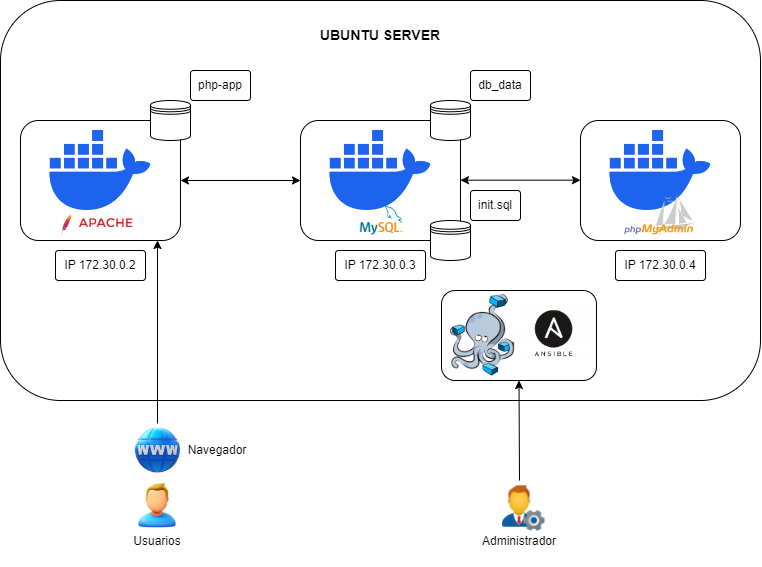 UBUNTU SERVER
php-app
db_data
APACHE
MySQL
init.sql
phpMyAdmin
IP 172.30.0.2
IP 172.30.0.3
IP 172.30.0.4
ANSIBLE
WWW
Navegador
Usuarios
Administrador